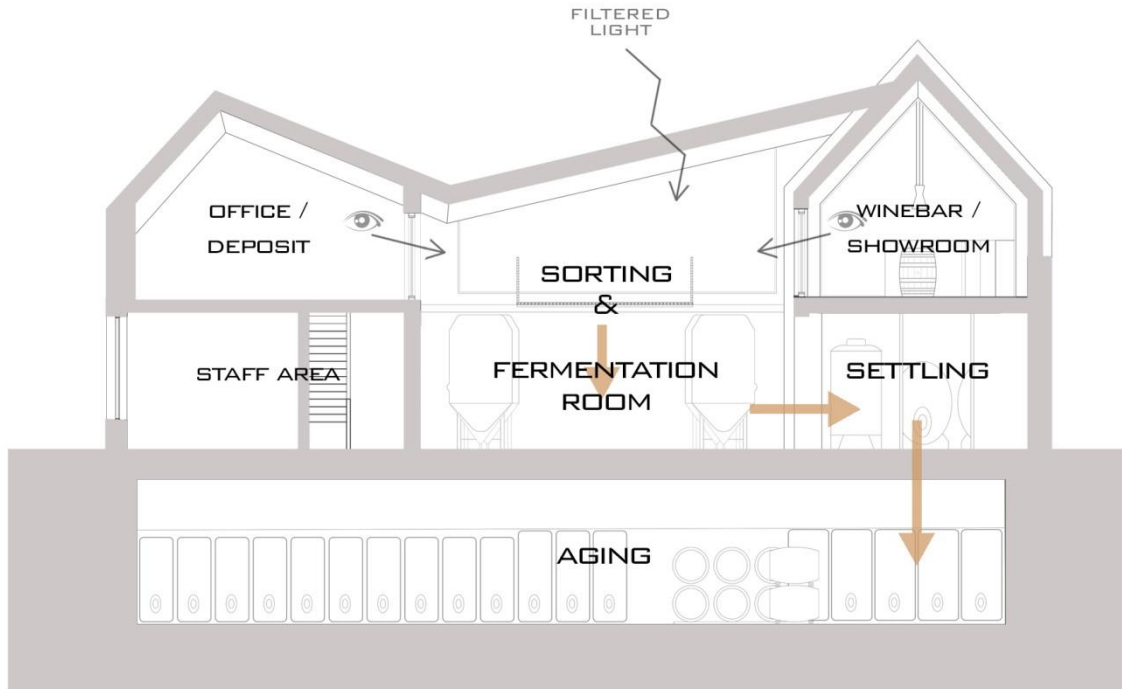 FILTERED
LIGHT
OFFICE /
DEPOSIT
WINEBAR /
SHOWROOM
SORTING
&
FERMENTATION
ROOM
STAFF AREA
SETTLING
AGING